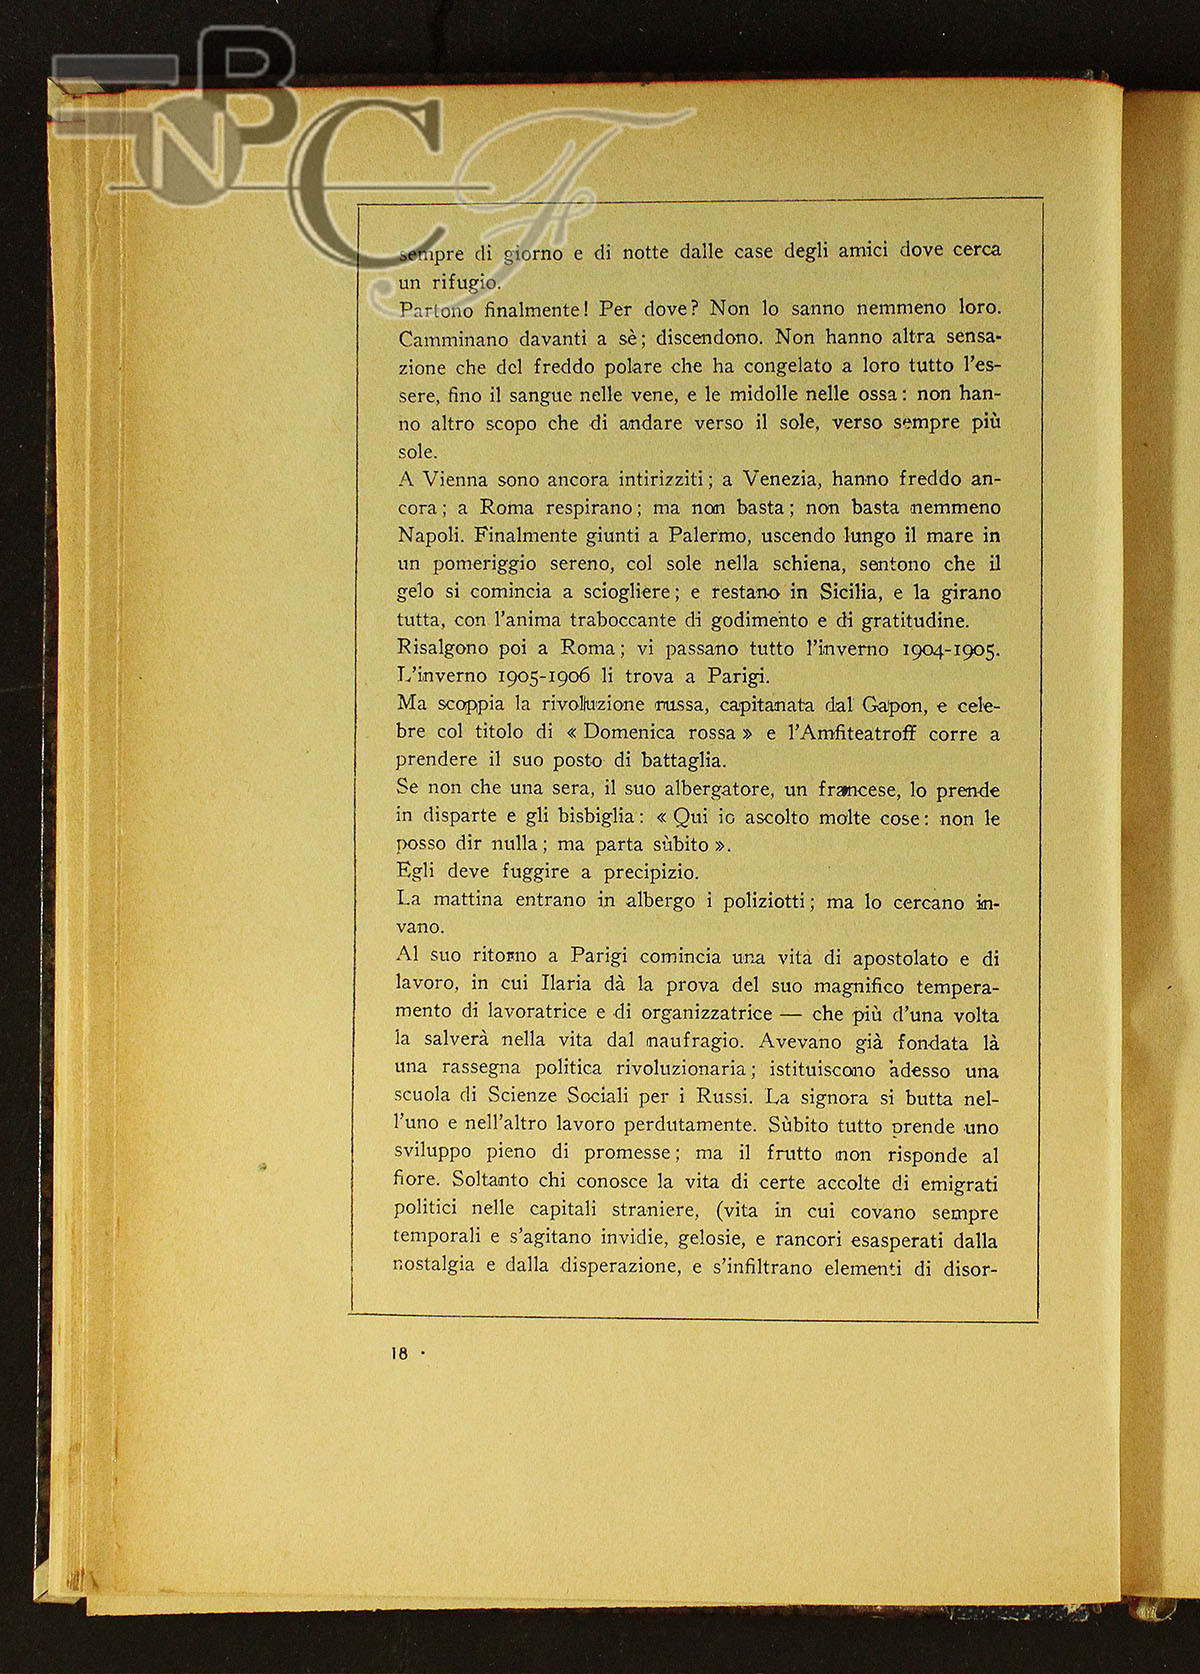 NBCF
sempre di giorno e di notte dalle case degli amici dove cerca
un rifugio.
Partono finalmente! Per dove? Non lo sanno nemmeno loro.
Camminano davanti a sè; discendono. Non hanno altra sensa-
zione che del freddo polare che ha congelato a loro tutto l'es-
sere, fino il sangue nelle vene, e le midolle nelle ossa: non han-
no altro scopo che di andare verso il sole, verso sempre più
sole.
A Vienna sono ancora intirizziti; a Venezia, hanno freddo an-
cora; a Roma respirano; ma non basta; non basta nemmeno
Napoli. Finalmente giunti a Palermo, uscendo lungo il mare in
un pomeriggio sereno, col sole nella schiena, sentono che il
gelo si comincia a sciogliere; e restano in Sicilia, e la girano
tutta, con l'anima traboccante di godimento e di gratitudine.
Risalgono poi a Roma; vi passano tutto l'inverno 1904-1905.
L'inverno 1905-1906 li trova a Parigi.
Ma scoppia la rivoluzione russa, capitanata dal Gapon, e cele-
bre col titolo di « Domenica rossa » e l'Amfiteatroff corre a
prendere il suo posto di battaglia.
Se non che una sera, il suo albergatore, un francese, lo prende
in disparte e gli bisbiglia: « Qui io ascolto molte cose: non le
posso dir nulla; ma parta sùbito ».
Egli deve fuggire a precipizio.
La mattina entrano in albergo i poliziotti; ma lo cercano in-
vano.
Al suo ritorno a Parigi comincia una vita di apostolato e di
lavoro, in cui Ilaria dà la prova del suo magnifico tempera-
mento di lavoratrice e di organizzatrice — che più d'una volta
la salverà nella vita dal naufragio. Avevano già fondata là
una rassegna politica rivoluzionaria; istituiscono adesso una
scuola di Scienze Sociali per i Russi. La signora si butta nel-
l'uno e nell'altro lavoro perdutamente. Sùbito tutto prende uno
sviluppo pieno di promesse; ma il frutto non risponde al
fiore. Soltanto chi conosce la vita di certe accolte di emigrati
politici nelle capitali straniere, (vita in cui covano sempre
temporali e s'agitano invidie, gelosie, e rancori esasperati dalla
nostalgia e dalla disperazione, e s'infiltrano elementi di disor-
18 ·